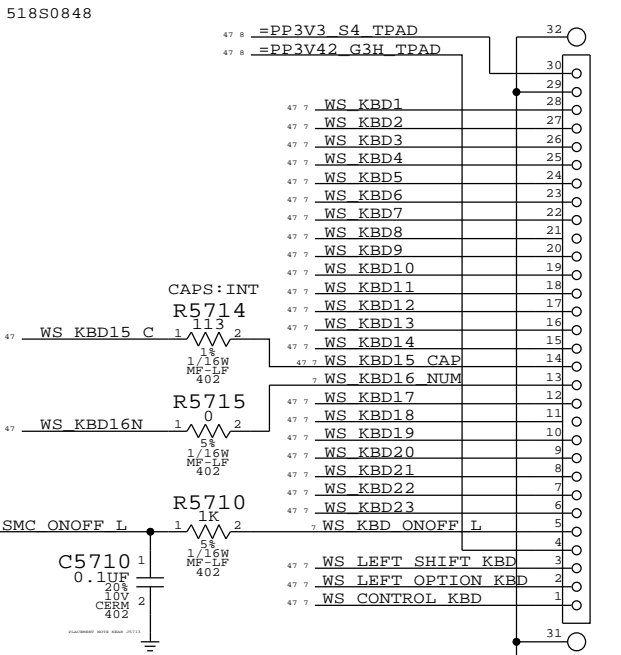 518S0848
47 8 =PP3V3_S4_TPAD
32
47 8 =PP3V42_G3H_TPAD
30
29
47 7 WS_KBD1 28
47 7 WS_KBD2 27
47 7 WS_KBD3 26
47 7 WS_KBD4 25
47 7 WS_KBD5 24
47 7 WS_KBD6 23
47 7 WS_KBD7 22
47 7 WS_KBD8 21
47 7 WS_KBD9 20
47 7 WS_KBD10 19
47 7 WS_KBD11 18
47 7 WS_KBD12 17
47 7 WS_KBD13 16
47 7 WS_KBD14 15
47 7 WS_KBD15_CAP 14
7 WS_KBD16_NUM 13
47 7 WS_KBD17 12
47 7 WS_KBD18 11
47 7 WS_KBD19 10
47 7 WS_KBD20 9
47 7 WS_KBD21 8
47 7 WS_KBD22 7
47 7 WS_KBD23 6
7 WS_KBD_ONOFF_L 5
4
47 7 WS_LEFT_SHIFT_KBD 3
47 7 WS_LEFT_OPTION_KBD 2
47 7 WS_CONTROL_KBD 1
31
CAPS:INT
R5714
113
47 WS_KBD15_C 1 2
1%
1/16W
MF-LF
402
R5715
0
47 WS_KBD16N 1 2
5%
1/16W
MF-LF
402
R5710
1K
SMC_ONOFF_L 1 2
5%
1/16W
MF-LF
402
C5710 1
0.1UF
20%
10V
CERM 2
402
PLACEMENT NOTE NEAR J5713